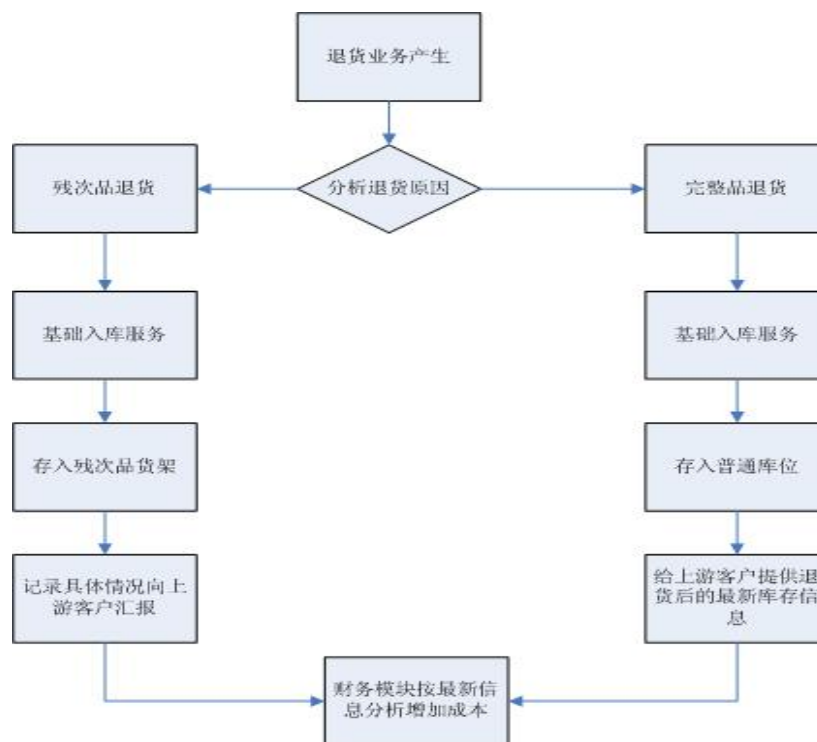 退货业务产生
残次品退货
分析退货原因
完整品退货
基础入库服务
基础入库服务
存入残次品货架
存入普通库位
记录具体情况向上
游客户汇报
给上游客户提供退
货后的最新库存信
息
财务模块按最新信
息分析增加成本